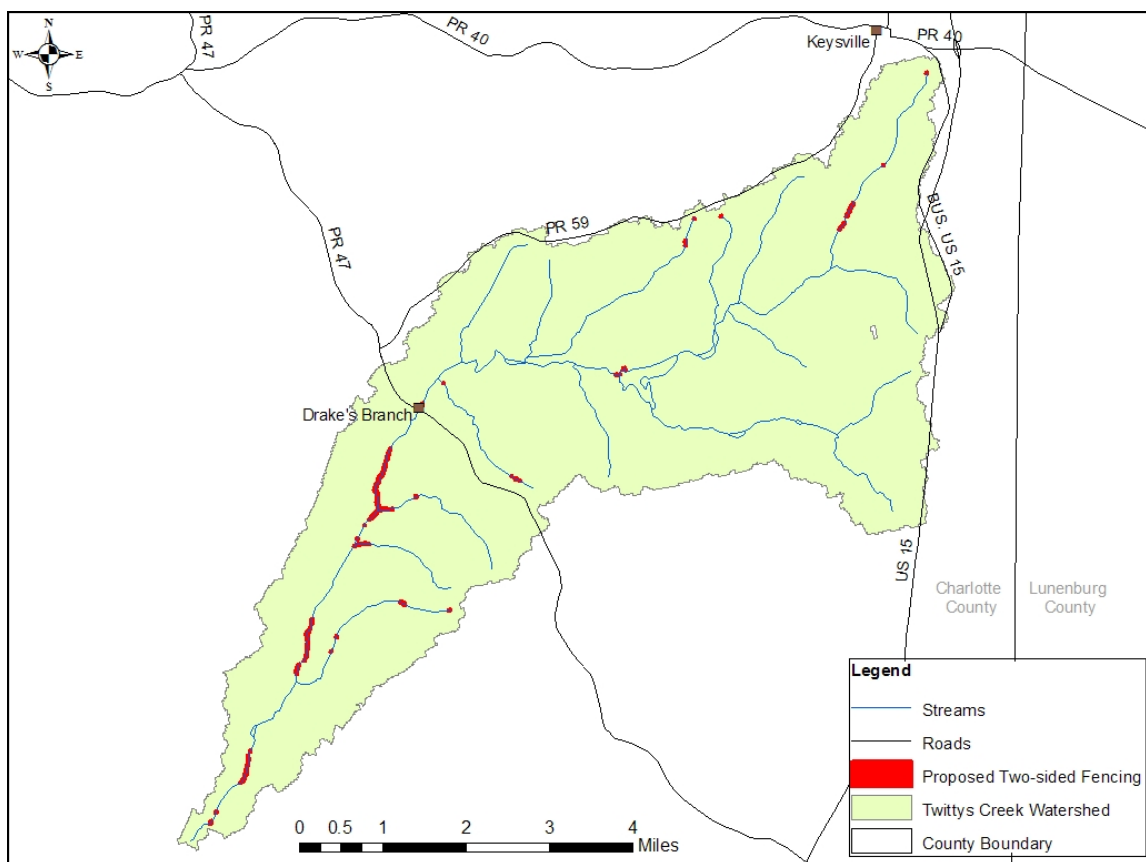 N
W E
S
PR 47
PR 40
Keysville
PR 40
PR 59
BUS. US 15
PR 47
Drake's Branch
US 15
Charlotte
County
Lunenburg
County
0 0.5 1 2 3 4
Miles
Legend
Streams
Roads
Proposed Two-sided Fencing
Twittys Creek Watershed
County Boundary